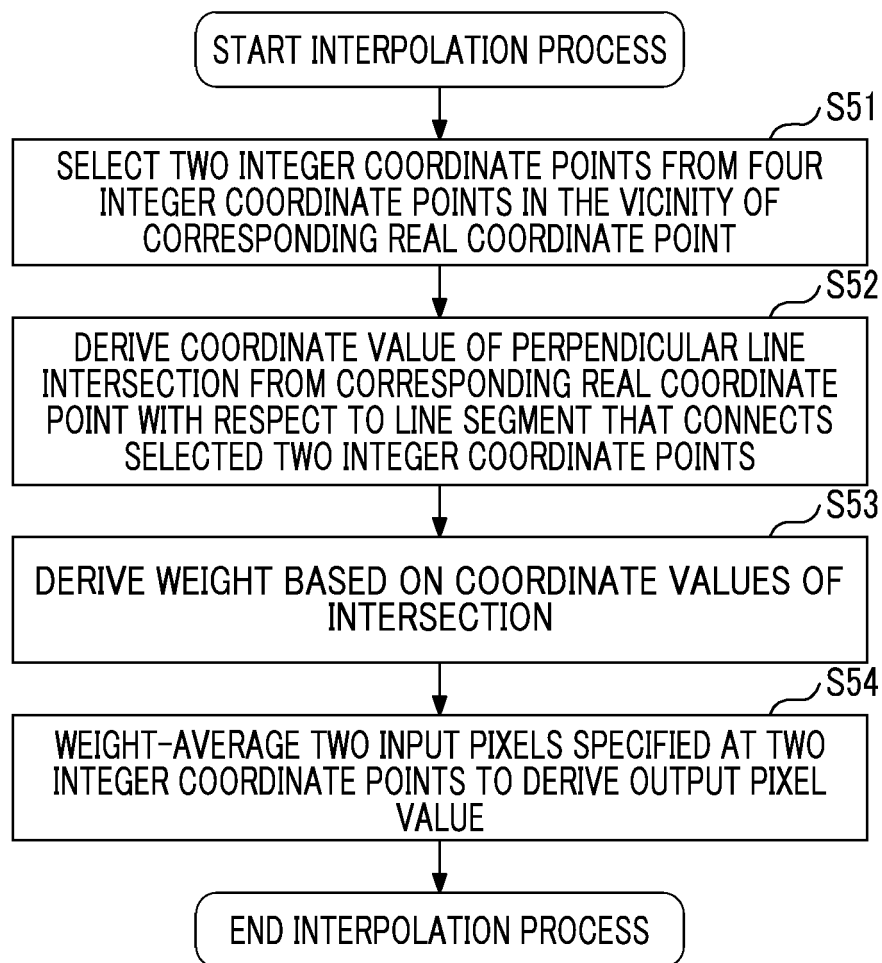 START INTERPOLATION PROCESS
S51
SELECT TWO INTEGER COORDINATE POINTS FROM FOUR
INTEGER COORDINATE POINTS IN THE VICINITY OF
CORRESPONDING REAL COORDINATE POINT
S52
DERIVE COORDINATE VALUE OF PERPENDICULAR LINE
INTERSECTION FROM CORRESPONDING REAL COORDINATE
POINT WITH RESPECT TO LINE SEGMENT THAT CONNECTS
SELECTED TWO INTEGER COORDINATE POINTS
S53
DERIVE WEIGHT BASED ON COORDINATE VALUES OF
INTERSECTION
S54
WEIGHT-AVERAGE TWO INPUT PIXELS SPECIFIED AT TWO
INTEGER COORDINATE POINTS TO DERIVE OUTPUT PIXEL
VALUE
END INTERPOLATION PROCESS